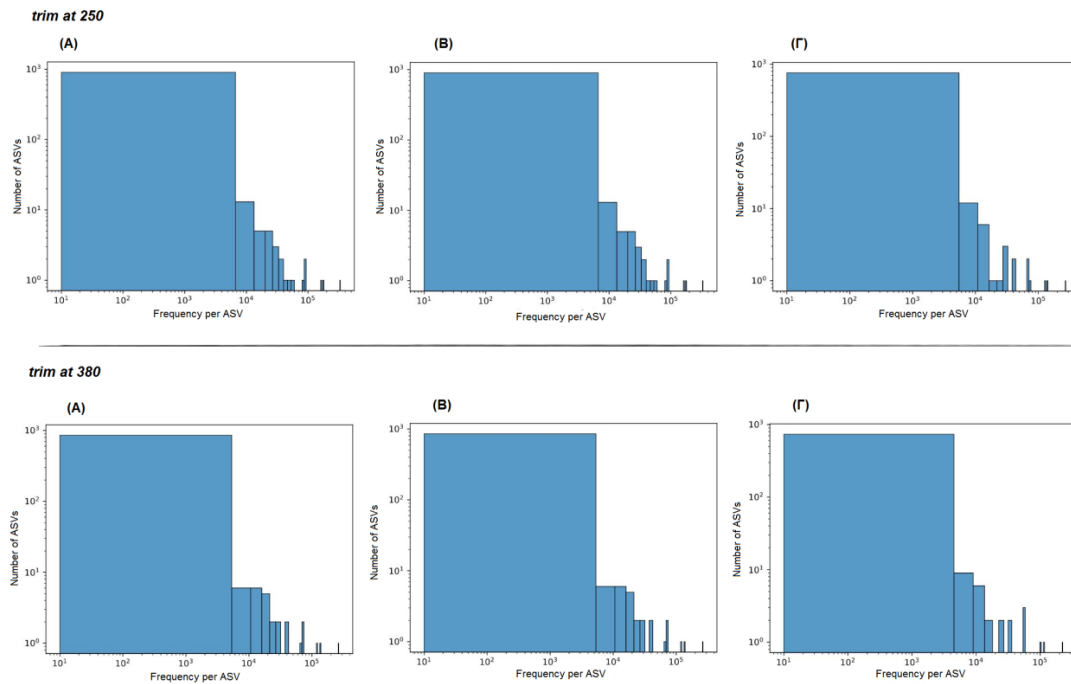 trim at 250
(A) (B) (Γ)
Number of ASVs
10³
10²
10¹
10⁰
10¹ 10² 10³ 10⁴ 10⁵
Frequency per ASV
Number of ASVs
10³
10²
10¹
10⁰
10¹ 10² 10³ 10⁴ 10⁵
Frequency per ASV
Number of ASVs
10³
10²
10¹
10⁰
10¹ 10² 10³ 10⁴ 10⁵
Frequency per ASV
trim at 380
(A) (B) (Γ)
Number of ASVs
10³
10²
10¹
10⁰
10¹ 10² 10³ 10⁴ 10⁵
Frequency per ASV
Number of ASVs
10³
10²
10¹
10⁰
10¹ 10² 10³ 10⁴ 10⁵
Frequency per ASV
Number of ASVs
10³
10²
10¹
10⁰
10¹ 10² 10³ 10⁴ 10⁵
Frequency per ASV